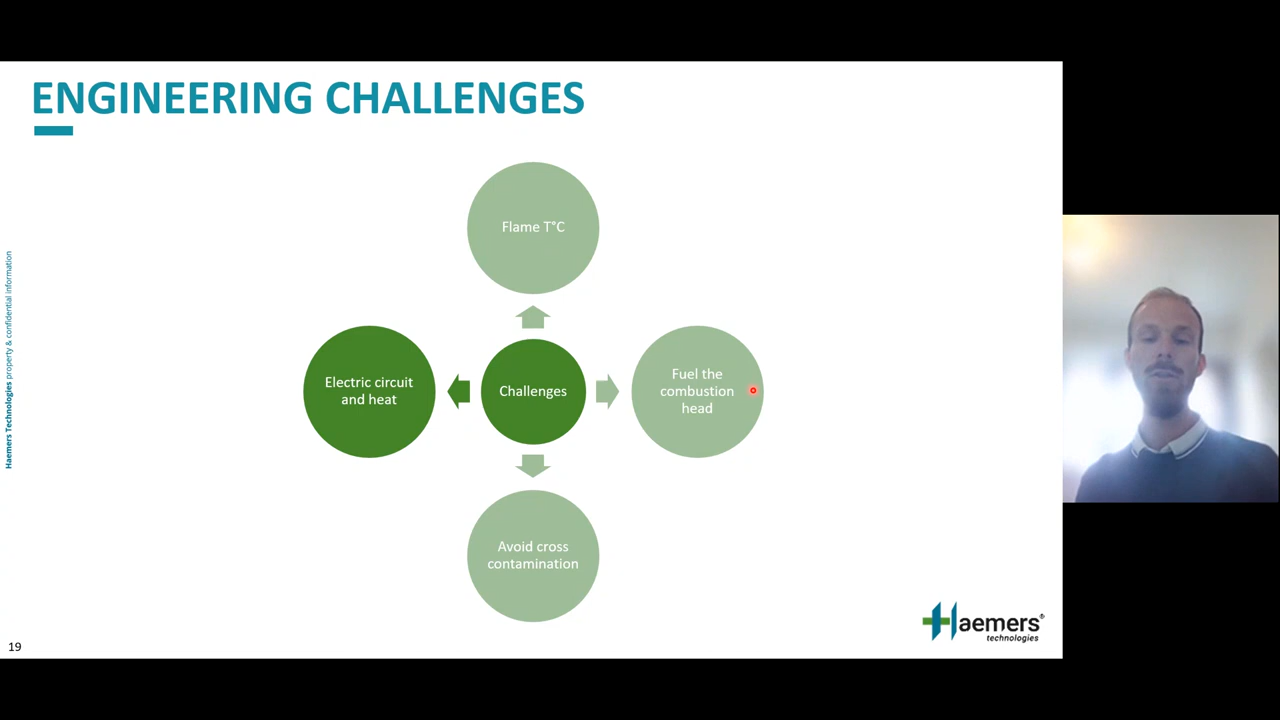 ENGINEERING CHALLENGES
Flame T°C
Electric circuit
and heat
Challenges
Fuel the
combustion
head
Avoid cross
contamination
Haemers Technologies property & confidential information
Haemers®
technologies
19